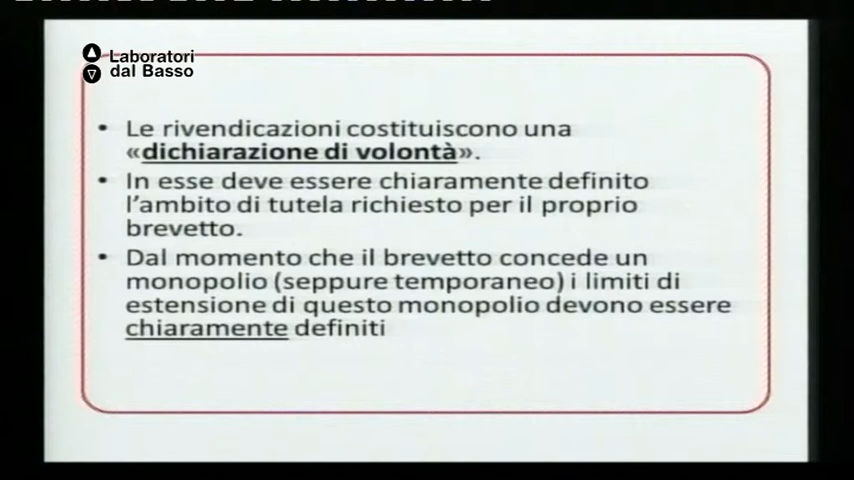 Laboratori
dal Basso
• Le rivendicazioni costituiscono una
«dichiarazione di volontà».
• In esse deve essere chiaramente definito
l'ambito di tutela richiesto per il proprio
brevetto.
• Dal momento che il brevetto concede un
monopolio (seppure temporaneo) i limiti di
estensione di questo monopolio devono essere
chiaramente definiti